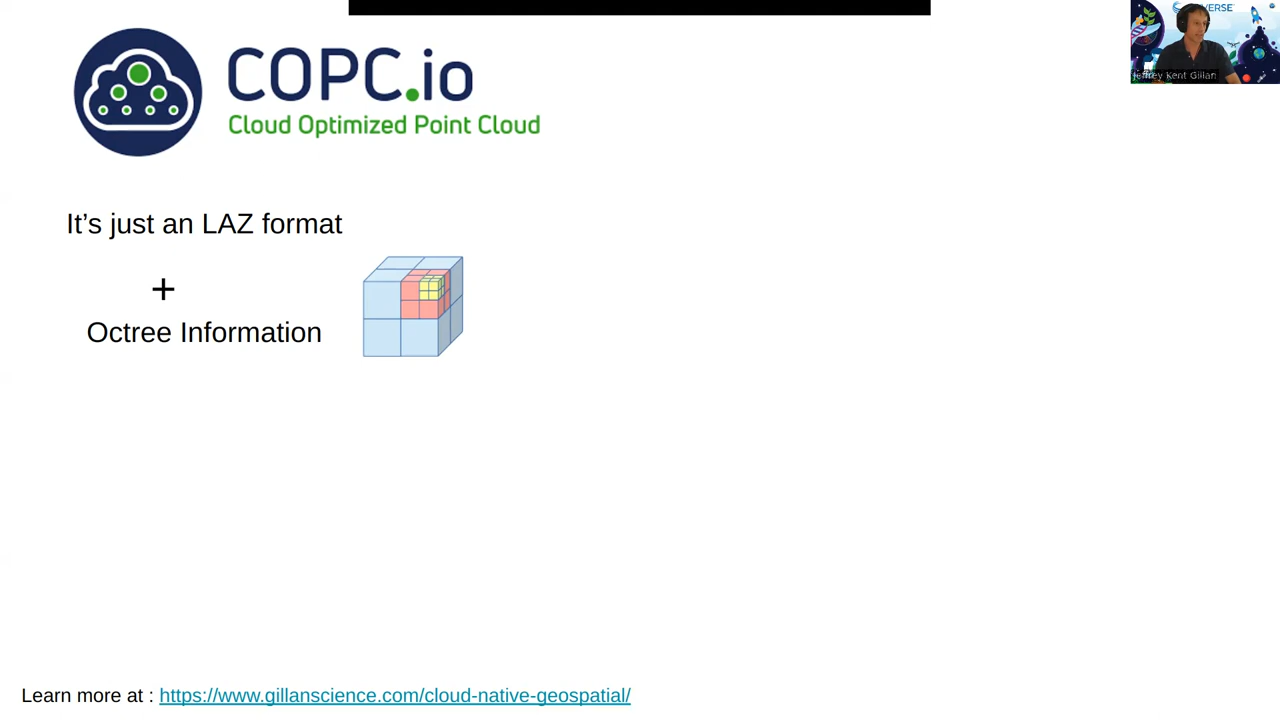 COPC.io
Cloud Optimized Point Cloud
VERSE
Jeffrey Kent Gillan
It's just an LAZ format
+
Octree Information
Learn more at : https://www.gillanscience.com/cloud-native-geospatial/